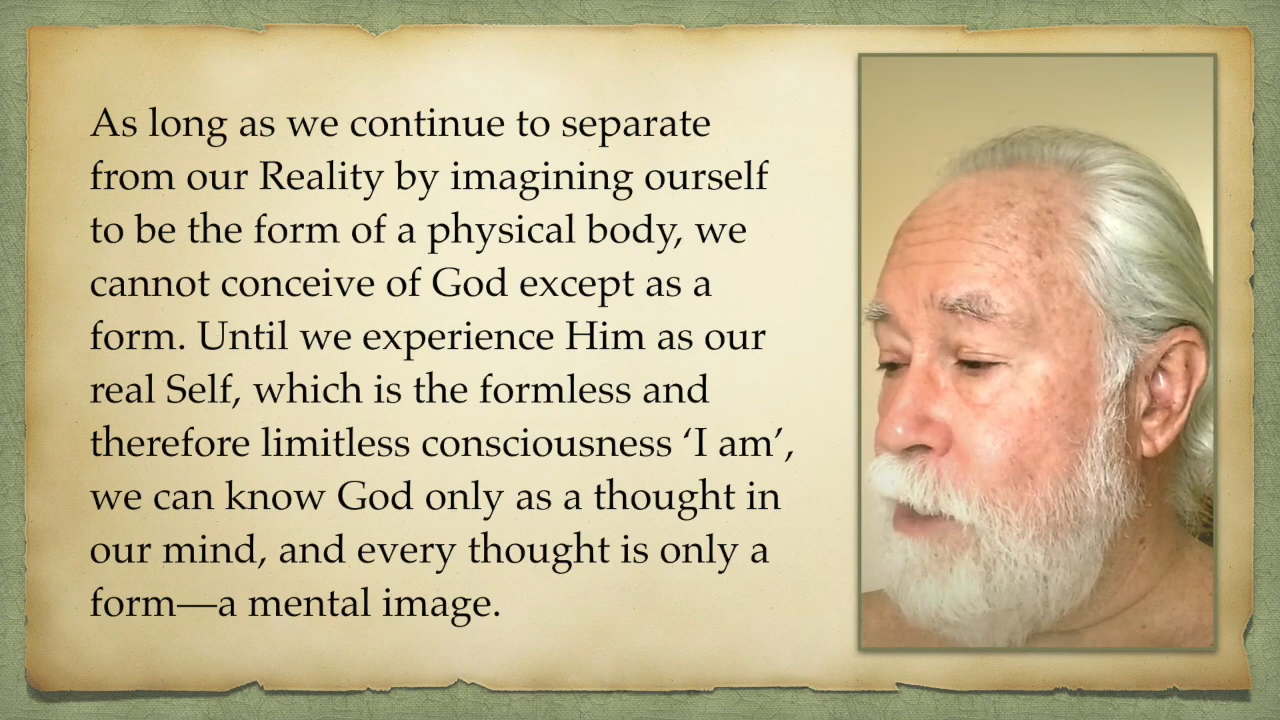 As long as we continue to separate
from our Reality by imagining ourself
to be the form of a physical body, we
cannot conceive of God except as a
form. Until we experience Him as our
real Self, which is the formless and
therefore limitless consciousness ‘I am’,
we can know God only as a thought in
our mind, and every thought is only a
form—a mental image.